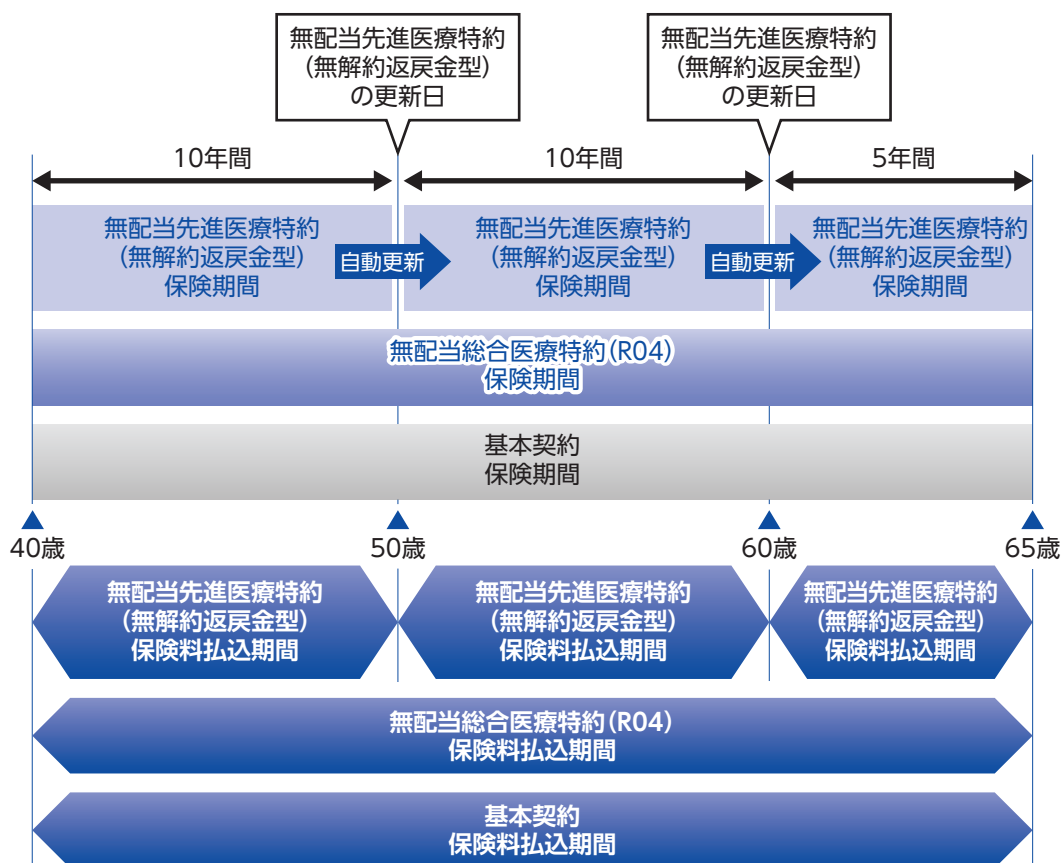 無配当先進医療特約
(無解約返戻金型)
の更新日
無配当先進医療特約
(無解約返戻金型)
の更新日
10年間
10年間
5年間
無配当先進医療特約
(無解約返戻金型)
保険期間
自動更新
無配当先進医療特約
(無解約返戻金型)
保険期間
自動更新
無配当先進医療特約
(無解約返戻金型)
保険期間
無配当総合医療特約(R04)
保険期間
基本契約
保険期間
40歳
50歳
60歳
65歳
無配当先進医療特約
(無解約返戻金型)
保険料払込期間
無配当先進医療特約
(無解約返戻金型)
保険料払込期間
無配当先進医療特約
(無解約返戻金型)
保険料払込期間
無配当総合医療特約(R04)
保険料払込期間
基本契約
保険料払込期間